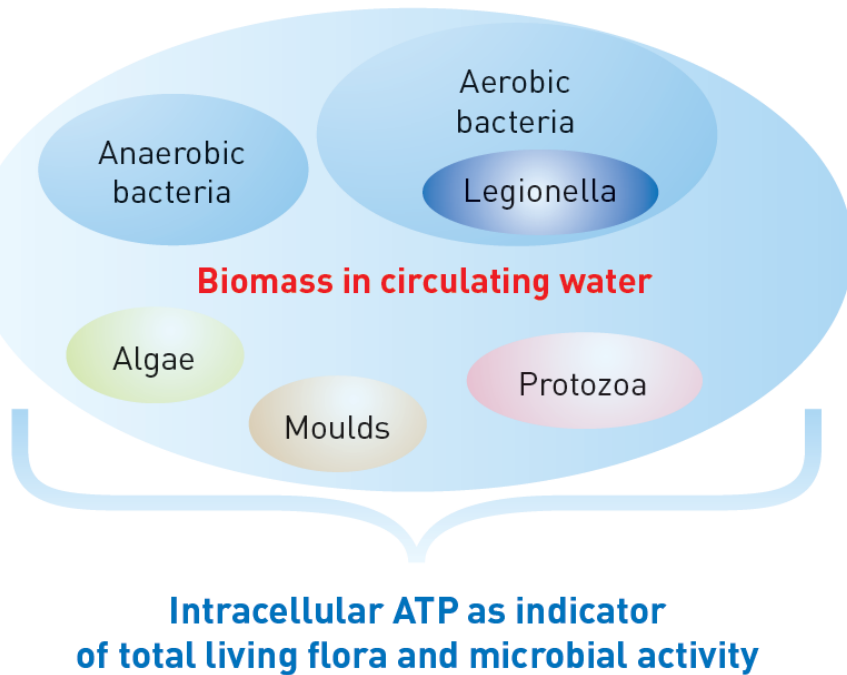 Aerobic
bacteria
Anaerobic
bacteria
Legionella
Biomass in circulating water
Algae
Protozoa
Moulds
Intracellular ATP as indicator
of total living flora and microbial activity